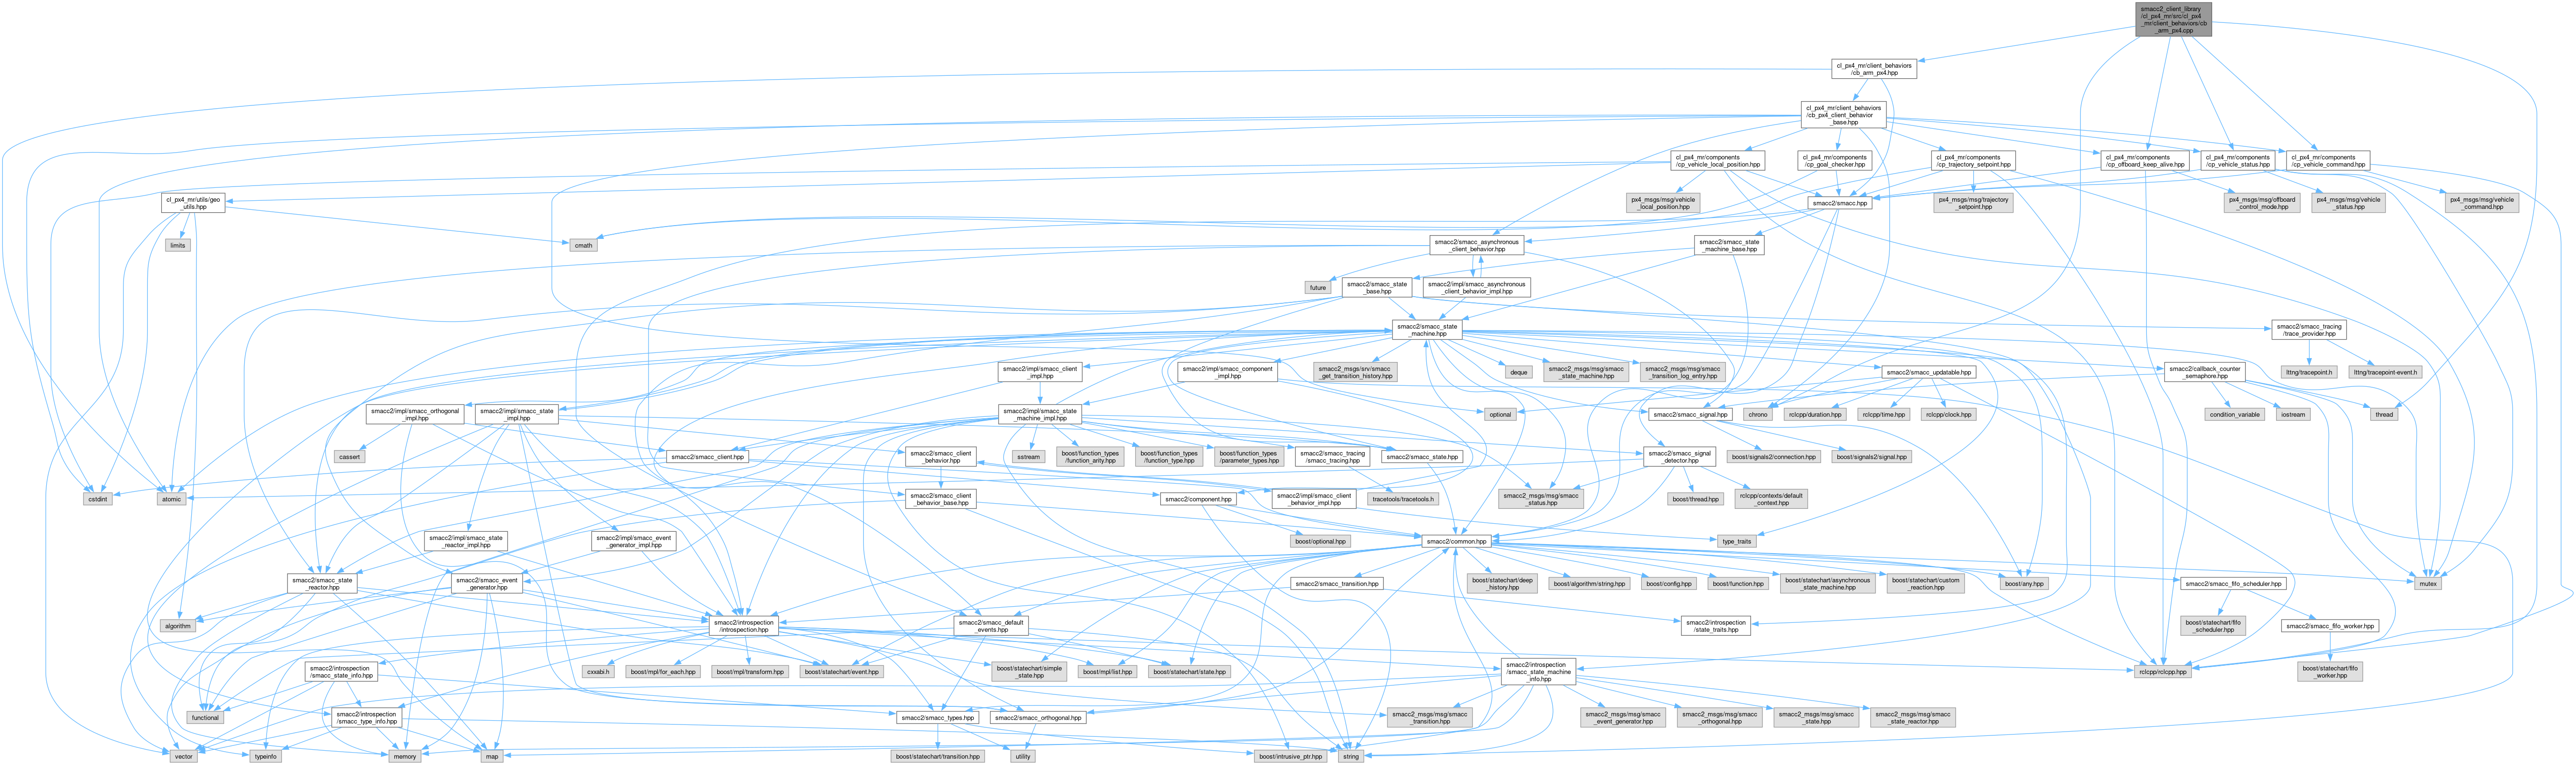 smacc2_client_library
/cl_px4_mr/src/cl_px4
_mr/client_behaviors/cb
_arm_px4.cpp
cl_px4_mr/client_behaviors
/cb_arm_px4.hpp
cl_px4_mr/client_behaviors
/cb_px4_client_behavior
_base.hpp
cl_px4_mr/components
/cp_vehicle_local_position.hpp
cl_px4_mr/components
/cp_goal_checker.hpp
cl_px4_mr/components
/cp_trajectory_setpoint.hpp
cl_px4_mr/components
/cp_offboard_keep_alive.hpp
cl_px4_mr/components
/cp_vehicle_status.hpp
cl_px4_mr/components
/cp_vehicle_command.hpp
cl_px4_mr/utils/geo
_utils.hpp
px4_msgs/msg/vehicle
_local_position.hpp
smacc2/smacc.hpp
px4_msgs/msg/trajectory
_setpoint.hpp
px4_msgs/msg/offboard
_control_mode.hpp
px4_msgs/msg/vehicle
_status.hpp
px4_msgs/msg/vehicle
_command.hpp
limits
cmath
smacc2/smacc_asynchronous
_client_behavior.hpp
smacc2/smacc_state
_machine_base.hpp
future
smacc2/smacc_state
_base.hpp
smacc2/impl/smacc_asynchronous
_client_behavior_impl.hpp
smacc2/smacc_state
_machine.hpp
smacc2/smacc_tracing
/trace_provider.hpp
smacc2/impl/smacc_client
_impl.hpp
smacc2_msgs/srv/smacc
_get_transition_history.hpp
smacc2/impl/smacc_component
_impl.hpp
deque
smacc2_msgs/msg/smacc
_state_machine.hpp
smacc2_msgs/msg/smacc
_transition_log_entry.hpp
smacc2/smacc_updatable.hpp
smacc2/callback_counter
_semaphore.hpp
lttng/tracepoint.h
lttng/tracepoint-event.h
smacc2/impl/smacc_orthogonal
_impl.hpp
smacc2/impl/smacc_state
_impl.hpp
smacc2/impl/smacc_state
_machine_impl.hpp
optional
smacc2/smacc_signal.hpp
chrono
rclcpp/duration.hpp
rclcpp/time.hpp
rclcpp/clock.hpp
condition_variable
iostream
thread
cassert
smacc2/smacc_client.hpp
smacc2/smacc_client
_behavior.hpp
sstream
boost/function_types
/function_arity.hpp
boost/function_types
/function_type.hpp
boost/function_types
/parameter_types.hpp
smacc2/smacc_tracing
/smacc_tracing.hpp
smacc2/smacc_state.hpp
smacc2/smacc_signal
_detector.hpp
boost/signals2/connection.hpp
boost/signals2/signal.hpp
cstdint
atomic
smacc2/smacc_client
_behavior_base.hpp
smacc2/component.hpp
smacc2/impl/smacc_client
_behavior_impl.hpp
tracetools/tracetools.h
smacc2_msgs/msg/smacc
_status.hpp
boost/thread.hpp
rclcpp/contexts/default
_context.hpp
smacc2/impl/smacc_state
_reactor_impl.hpp
smacc2/impl/smacc_event
_generator_impl.hpp
boost/optional.hpp
smacc2/common.hpp
type_traits
smacc2/smacc_state
_reactor.hpp
smacc2/smacc_event
_generator.hpp
smacc2/smacc_transition.hpp
boost/statechart/deep
_history.hpp
boost/algorithm/string.hpp
boost/config.hpp
boost/function.hpp
boost/statechart/asynchronous
_state_machine.hpp
boost/statechart/custom
_reaction.hpp
boost/any.hpp
smacc2/smacc_fifo_scheduler.hpp
mutex
algorithm
smacc2/introspection
/introspection.hpp
smacc2/smacc_default
_events.hpp
smacc2/introspection
/state_traits.hpp
boost/statechart/fifo
_scheduler.hpp
smacc2/smacc_fifo_worker.hpp
smacc2/introspection
/smacc_state_info.hpp
cxxabi.h
boost/mpl/for_each.hpp
boost/mpl/transform.hpp
boost/statechart/event.hpp
boost/statechart/simple
_state.hpp
boost/mpl/list.hpp
boost/statechart/state.hpp
smacc2/introspection
/smacc_state_machine
_info.hpp
rclcpp/rclcpp.hpp
boost/statechart/fifo
_worker.hpp
functional
smacc2/introspection
/smacc_type_info.hpp
smacc2/smacc_types.hpp
smacc2/smacc_orthogonal.hpp
smacc2_msgs/msg/smacc
_transition.hpp
smacc2_msgs/msg/smacc
_event_generator.hpp
smacc2_msgs/msg/smacc
_orthogonal.hpp
smacc2_msgs/msg/smacc
_state.hpp
smacc2_msgs/msg/smacc
_state_reactor.hpp
vector
typeinfo
memory
map
boost/statechart/transition.hpp
utility
boost/intrusive_ptr.hpp
string